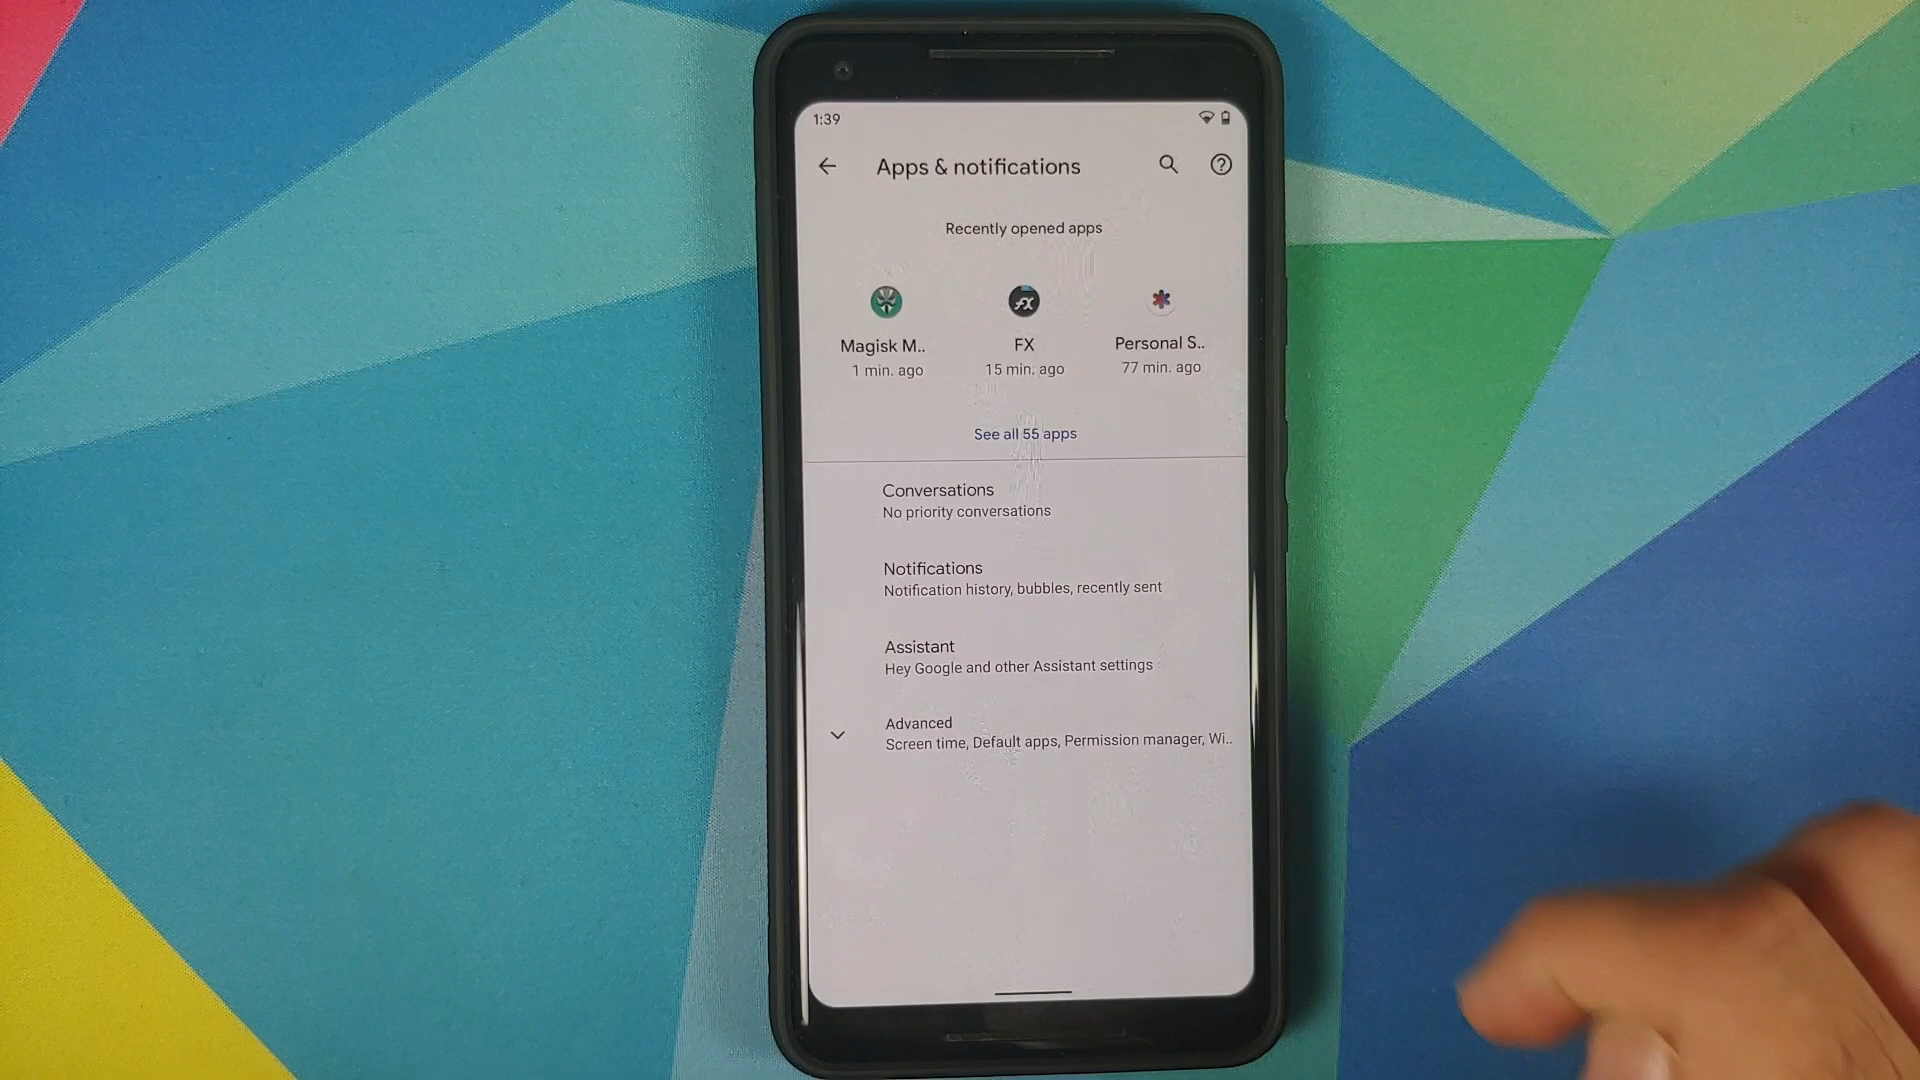 1:39
Apps & notifications
Recently opened apps
FX
Magisk M..
FX
Personal S..
1 min. ago
15 min. ago
77 min. ago
See all 55 apps
Conversations
No priority conversations
Notifications
Notification history, bubbles, recently sent
Assistant
Hey Google and other Assistant settings
Advanced
Screen time, Default apps, Permission manager, Wi..